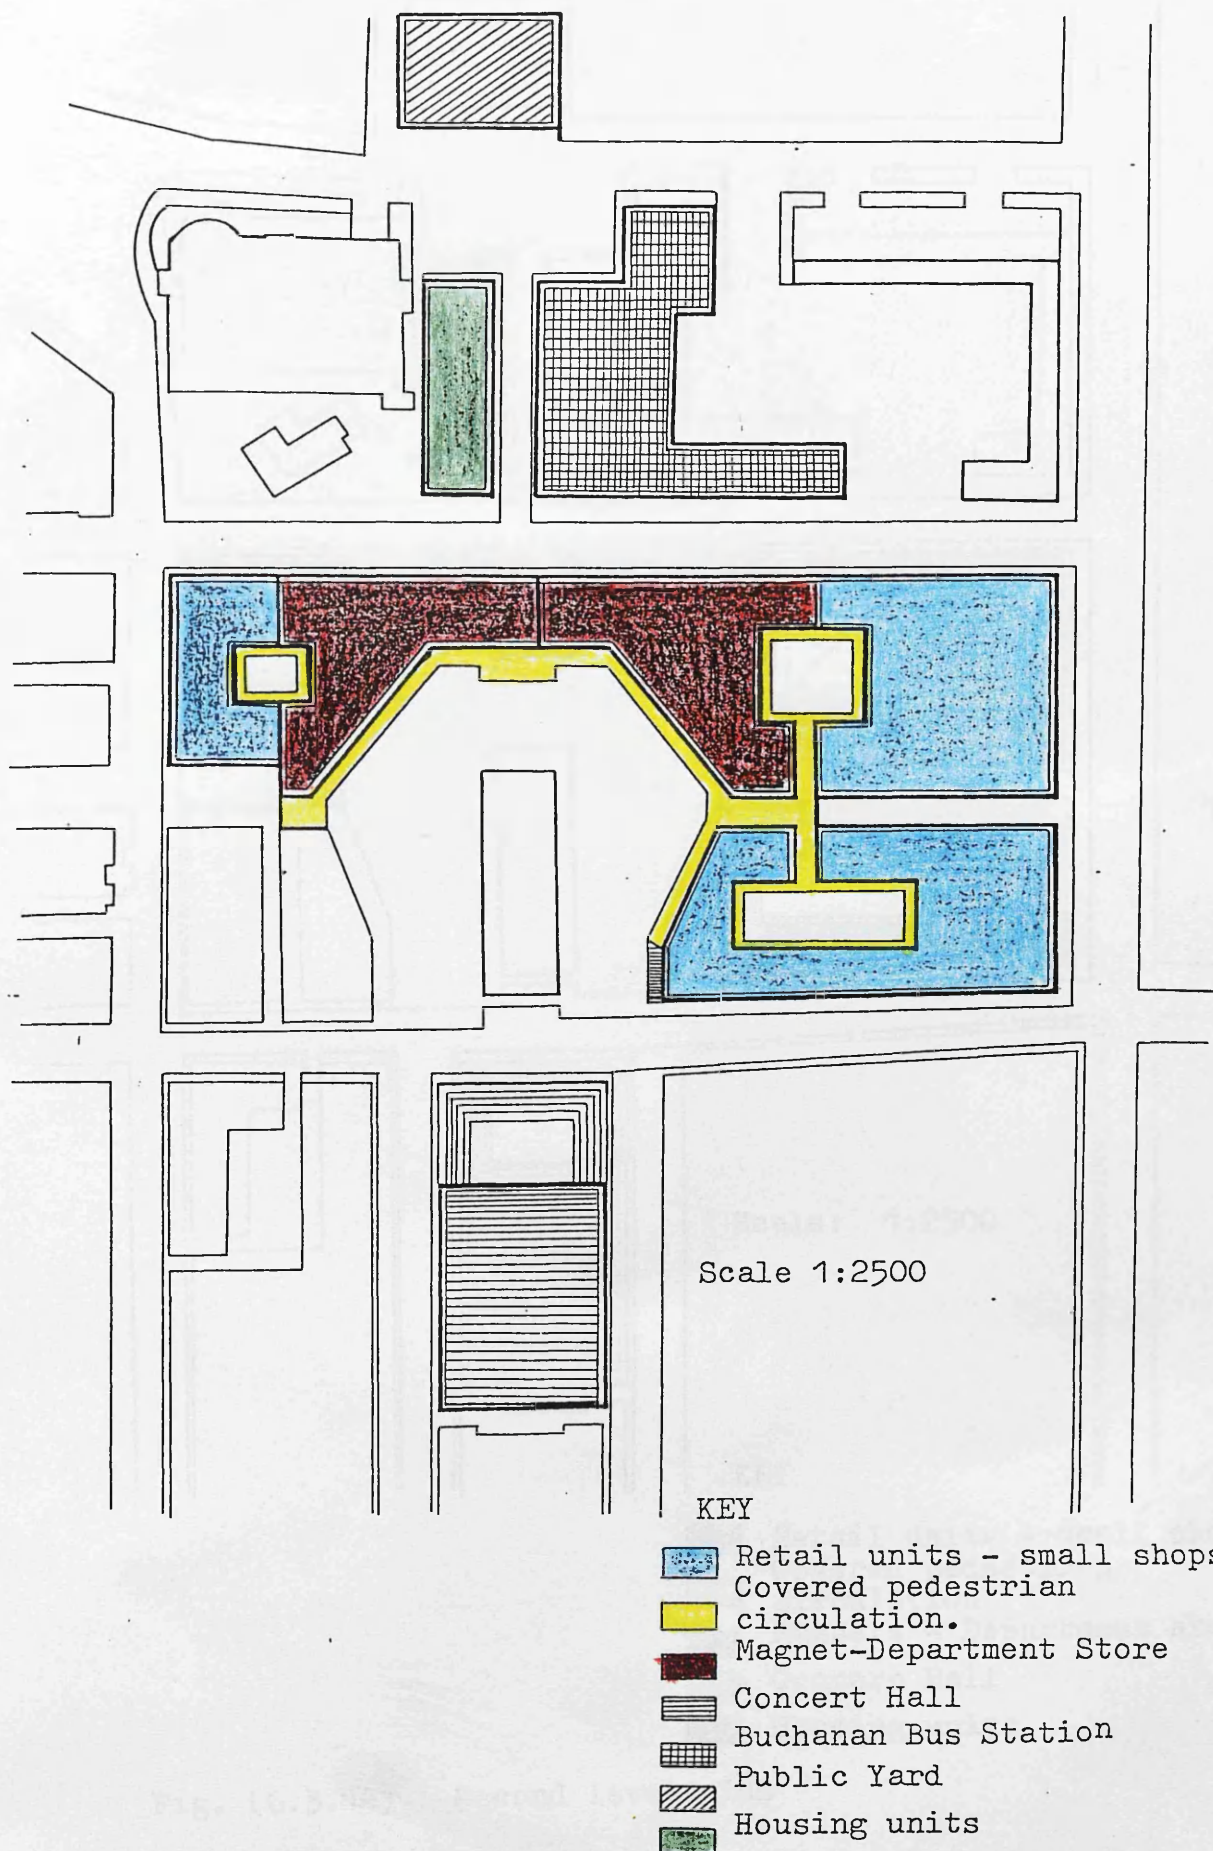 Scale 1:2500
KEY
Retail units - small shops
Covered pedestrian
circulation.
Magnet-Department Store
Concert Hall
Buchanan Bus Station
Public Yard
Housing units